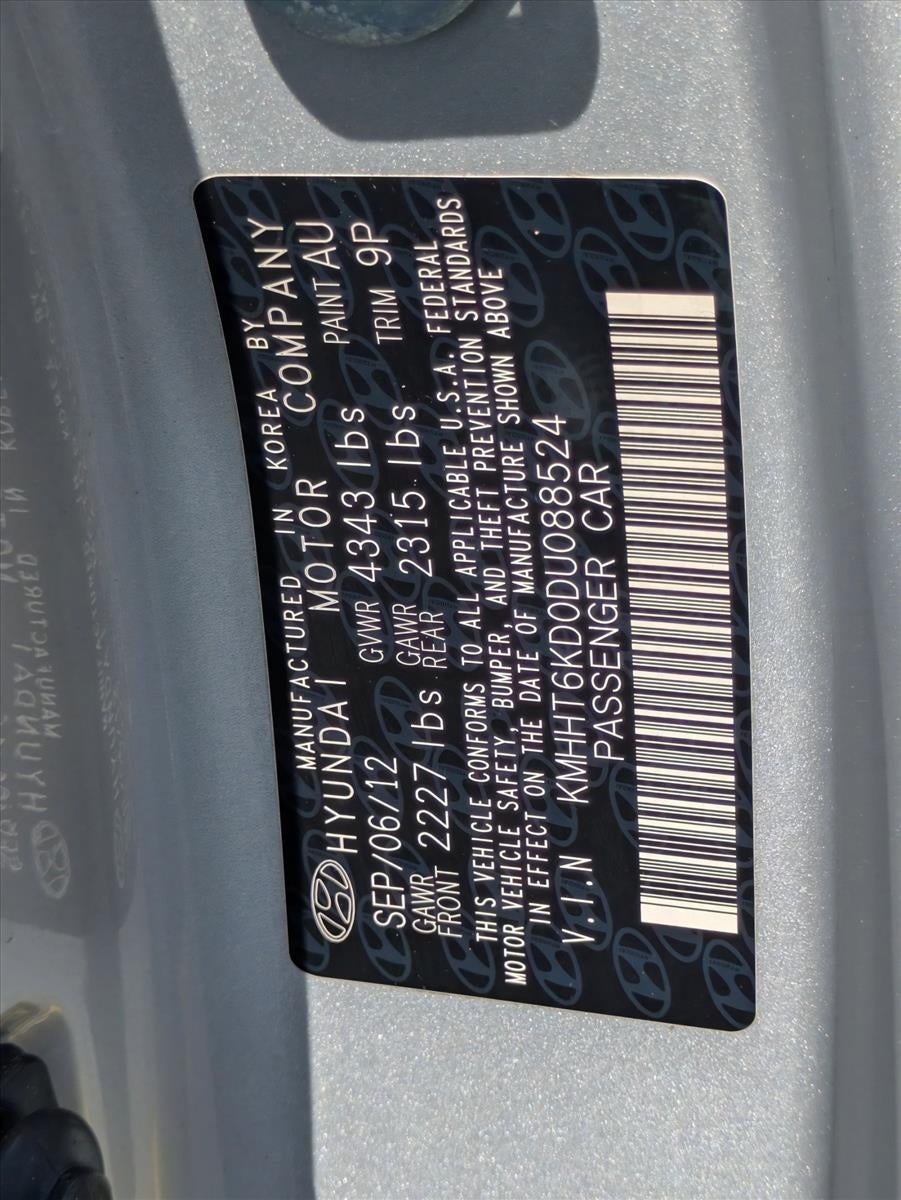 MANUFACTURED IN KOREA BY
HYUNDAI MOTOR COMPANY
SEP/06/12 GVWR 4343 lbs PAINT AU
GAWR FRONT 2227 lbs GAWR REAR 2315 lbs TRIM 9P
THIS VEHICLE CONFORMS TO ALL APPLICABLE U.S.A. FEDERAL
MOTOR VEHICLE SAFETY, BUMPER, AND THEFT PREVENTION STANDARDS
IN EFFECT ON THE DATE OF MANUFACTURE SHOWN ABOVE
V.I.N KMHHT6KD0DU088524
PASSENGER CAR